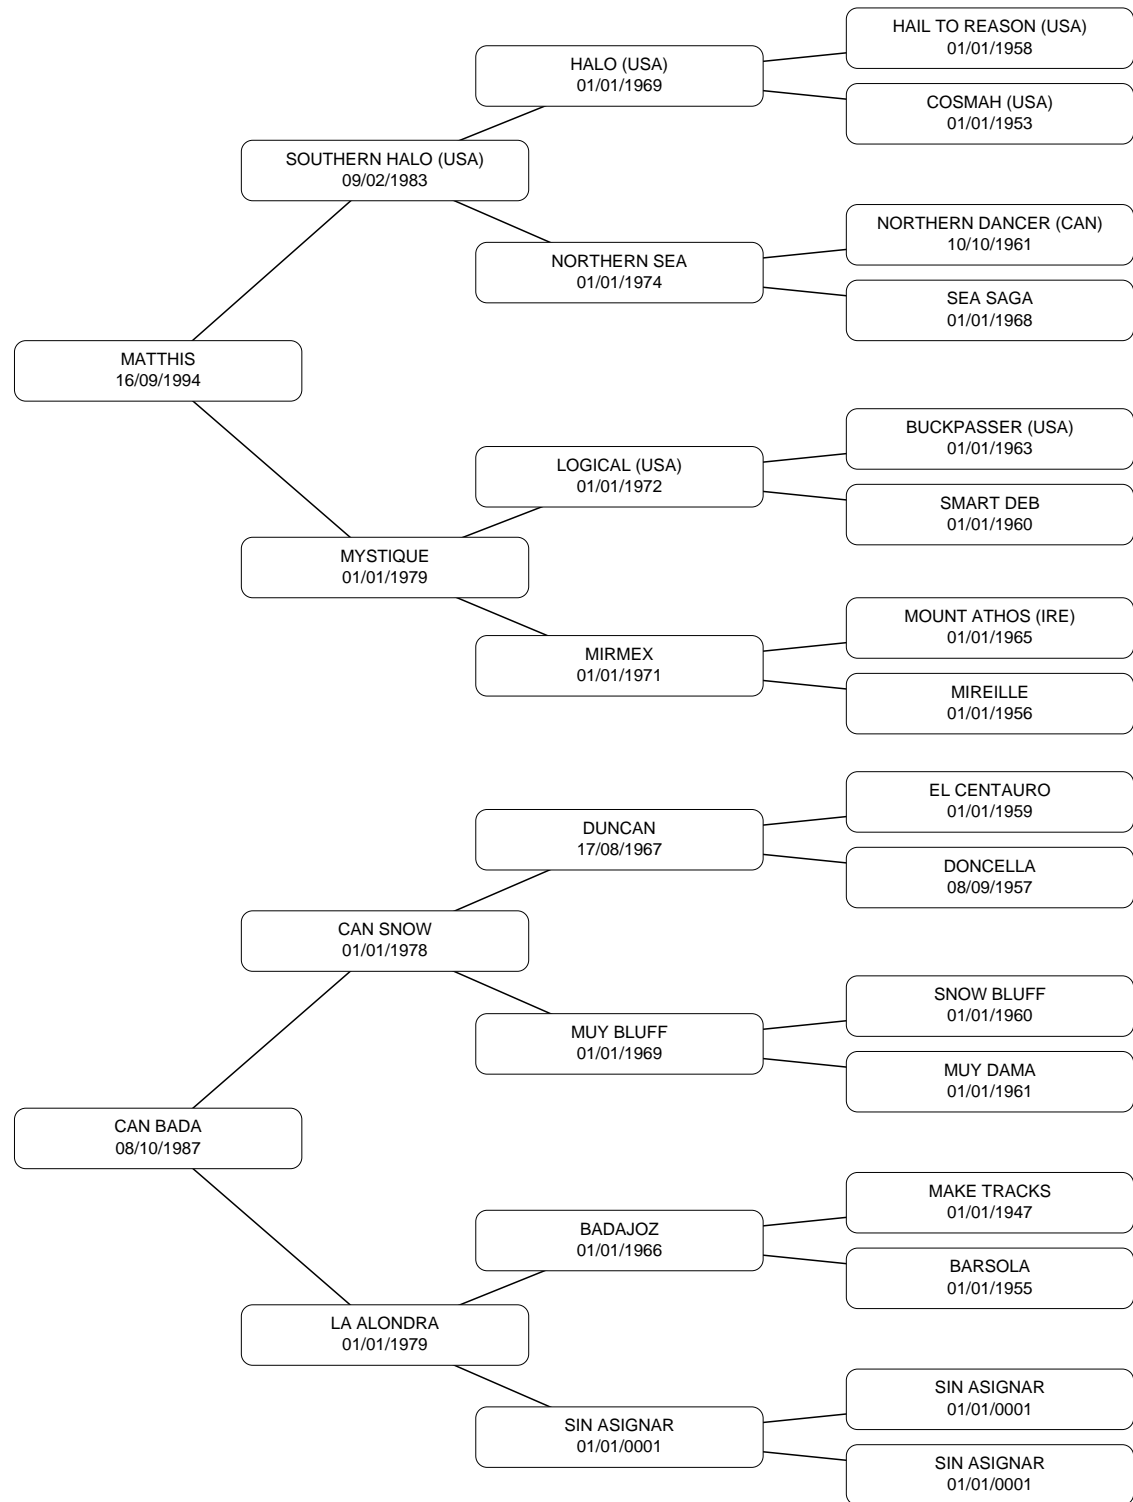 HAIL TO REASON (USA)
01/01/1958
HALO (USA)
01/01/1969
COSMAH (USA)
01/01/1953
SOUTHERN HALO (USA)
09/02/1983
NORTHERN DANCER (CAN)
10/10/1961
NORTHERN SEA
01/01/1974
SEA SAGA
01/01/1968
MATTHIS
16/09/1994
BUCKPASSER (USA)
01/01/1963
LOGICAL (USA)
01/01/1972
SMART DEB
01/01/1960
MYSTIQUE
01/01/1979
MOUNT ATHOS (IRE)
01/01/1965
MIRMEX
01/01/1971
MIREILLE
01/01/1956
EL CENTAURO
01/01/1959
DUNCAN
17/08/1967
DONCELLA
08/09/1957
CAN SNOW
01/01/1978
SNOW BLUFF
01/01/1960
MUY BLUFF
01/01/1969
MUY DAMA
01/01/1961
CAN BADA
08/10/1987
MAKE TRACKS
01/01/1947
BADAJOZ
01/01/1966
BARSOLA
01/01/1955
LA ALONDRA
01/01/1979
SIN ASIGNAR
01/01/0001
SIN ASIGNAR
01/01/0001
SIN ASIGNAR
01/01/0001